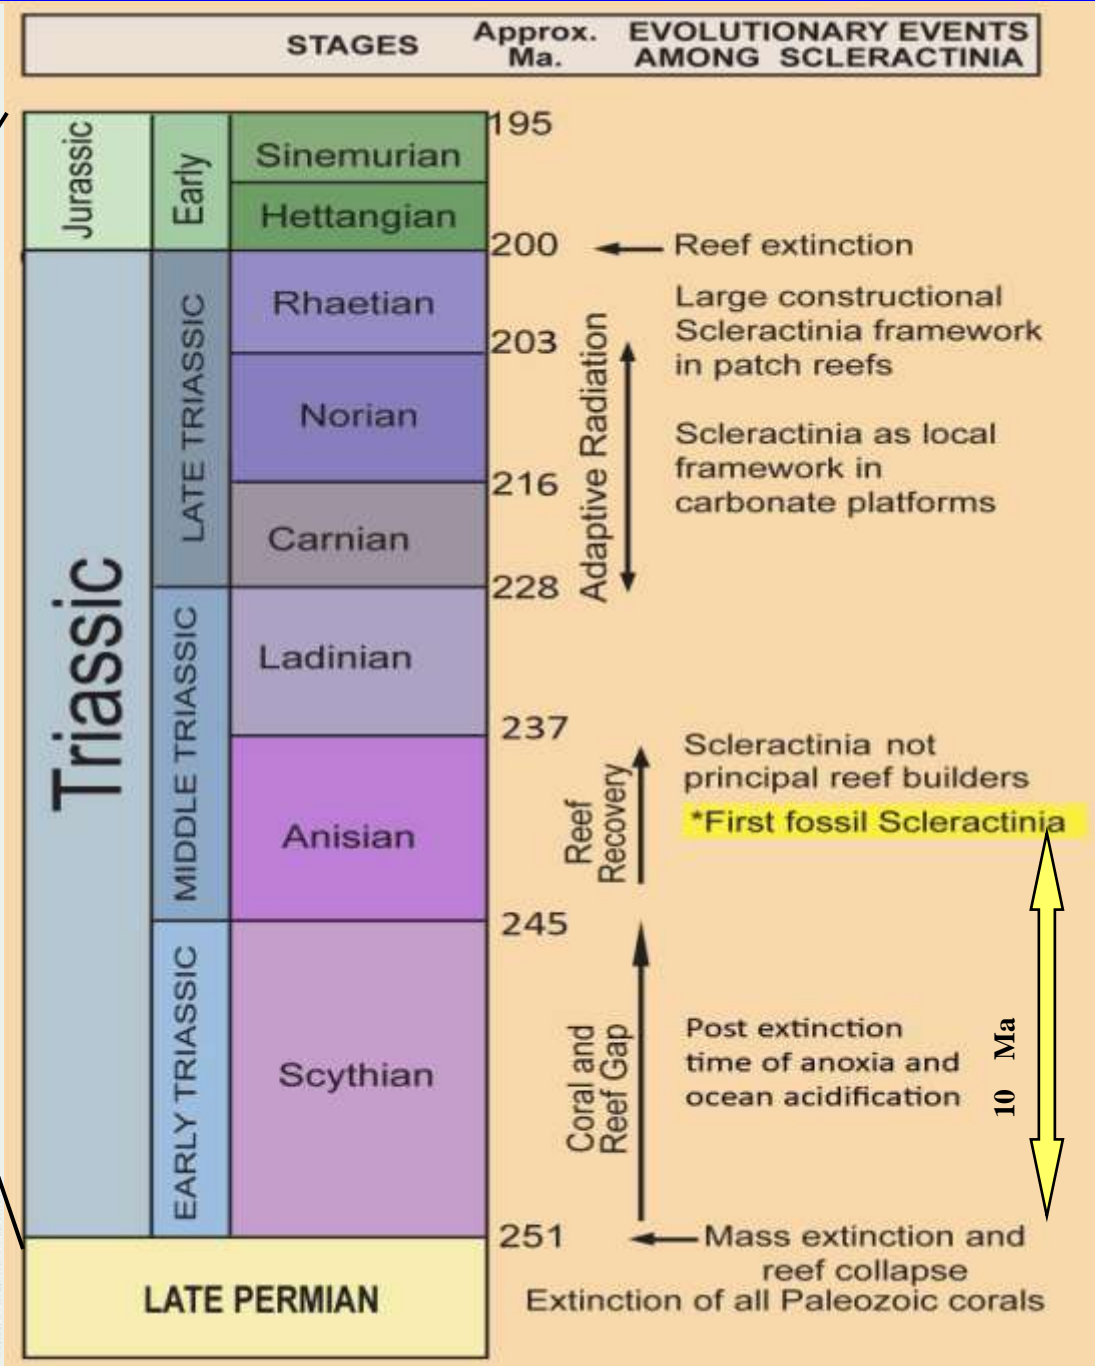 STAGES
Approx.
Ma.
EVOLUTIONARY EVENTS
AMONG SCLERACTINIA
Jurassic
Early
Sinemurian
Hettangian
195
200
Reef extinction
Triassic
LATE TRIASSIC
Rhaetian
203
Norian
216
Carnian
228
Adaptive Radiation
Large constructional
Scleractinia framework
in patch reefs
Scleractinia as local
framework in
carbonate platforms
MIDDLE TRIASSIC
Ladinian
237
Anisian
245
Reef
Recovery
Scleractinia not
principal reef builders
*First fossil Scleractinia
EARLY TRIASSIC
Scythian
251
Coral and
Reef Gap
Post extinction
time of anoxia and
ocean acidification
10 Ma
Mass extinction and
reef collapse
Extinction of all Paleozoic corals
LATE PERMIAN